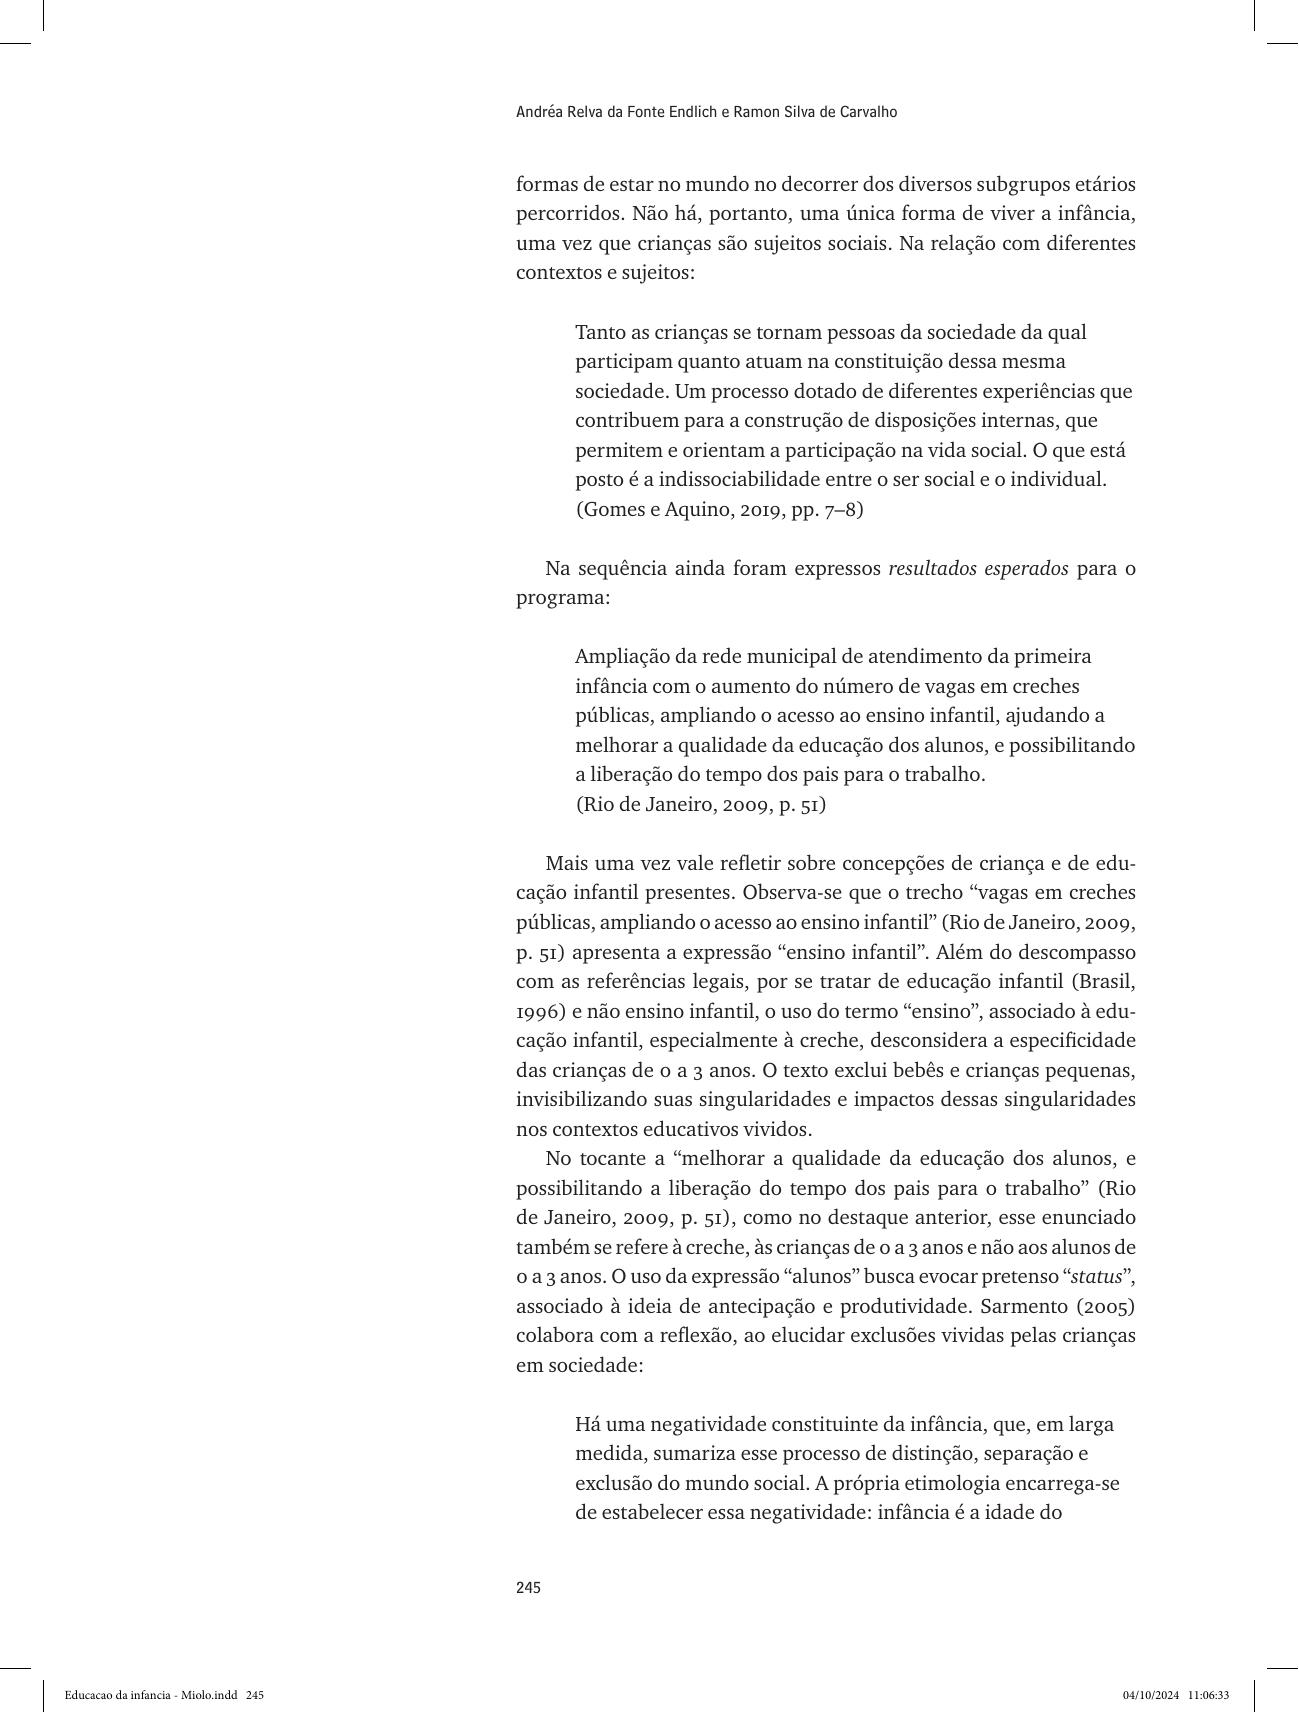 Andréa Relva da Fonte Endlich e Ramon Silva de Carvalho
formas de estar no mundo no decorrer dos diversos subgrupos etários
percorridos. Não há, portanto, uma única forma de viver a infância,
uma vez que crianças são sujeitos sociais. Na relação com diferentes
contextos e sujeitos:
Tanto as crianças se tornam pessoas da sociedade da qual
participam quanto atuam na constituição dessa mesma
sociedade. Um processo dotado de diferentes experiências que
contribuem para a construção de disposições internas, que
permitem e orientam a participação na vida social. O que está
posto é a indissociabilidade entre o ser social e o individual.
(Gomes e Aquino, 2019, pp. 7–8)
Na sequência ainda foram expressos resultados esperados para o
programa:
Ampliação da rede municipal de atendimento da primeira
infância com o aumento do número de vagas em creches
públicas, ampliando o acesso ao ensino infantil, ajudando a
melhorar a qualidade da educação dos alunos, e possibilitando
a liberação do tempo dos pais para o trabalho.
(Rio de Janeiro, 2009, p. 51)
Mais uma vez vale refletir sobre concepções de criança e de edu-
cação infantil presentes. Observa-se que o trecho “vagas em creches
públicas, ampliando o acesso ao ensino infantil” (Rio de Janeiro, 2009,
p. 51) apresenta a expressão “ensino infantil”. Além do descompasso
com as referências legais, por se tratar de educação infantil (Brasil,
1996) e não ensino infantil, o uso do termo “ensino”, associado à edu-
cação infantil, especialmente à creche, desconsidera a especificidade
das crianças de 0 a 3 anos. O texto exclui bebês e crianças pequenas,
invisibilizando suas singularidades e impactos dessas singularidades
nos contextos educativos vividos.
No tocante a “melhorar a qualidade da educação dos alunos, e
possibilitando a liberação do tempo dos pais para o trabalho” (Rio
de Janeiro, 2009, p. 51), como no destaque anterior, esse enunciado
também se refere à creche, às crianças de 0 a 3 anos e não aos alunos de
0 a 3 anos. O uso da expressão “alunos” busca evocar pretenso “status”,
associado à ideia de antecipação e produtividade. Sarmento (2005)
colabora com a reflexão, ao elucidar exclusões vividas pelas crianças
em sociedade:
Há uma negatividade constituinte da infância, que, em larga
medida, sumariza esse processo de distinção, separação e
exclusão do mundo social. A própria etimologia encarrega-se
de estabelecer essa negatividade: infância é a idade do
245
Educacao da infancia - Miolo.indd 245
04/10/2024 11:06:33